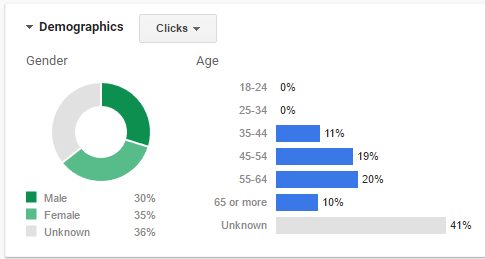 Demographics Clicks
Gender
Male 30%
Female 35%
Unknown 36%
Age
18-24 0%
25-34 0%
35-44 11%
45-54 19%
55-64 20%
65 or more 10%
Unknown 41%